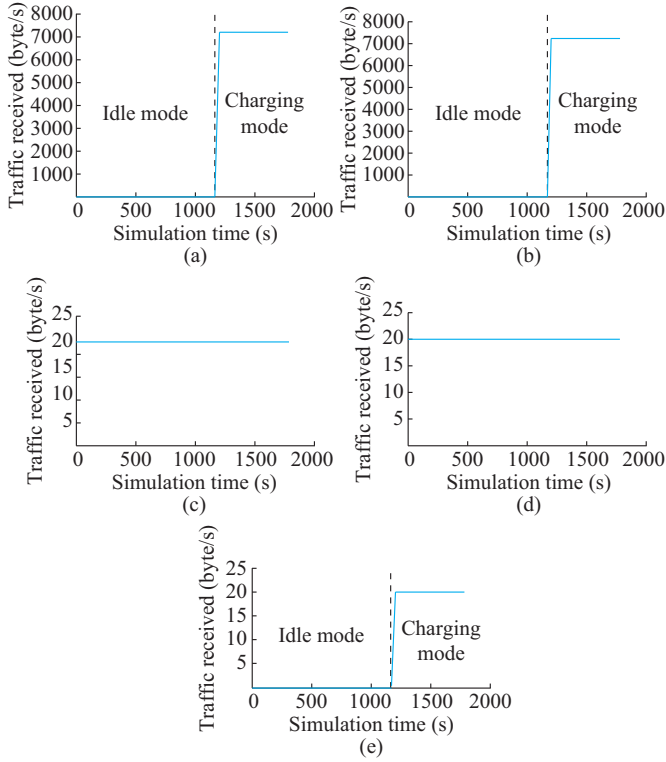 Traffic received (byte/s)
8000
7000
6000
5000
4000
3000
2000
1000
Idle mode
Charging
mode
0
500
1000
1500
2000
Simulation time (s)
(a)
Traffic received (byte/s)
8000
7000
6000
5000
4000
3000
2000
1000
Idle mode
Charging
mode
0
500
1000
1500
2000
Simulation time (s)
(b)
Traffic received (byte/s)
25
20
15
10
5
0
500
1000
1500
2000
Simulation time (s)
(c)
Traffic received (byte/s)
25
20
15
10
5
0
500
1000
1500
2000
Simulation time (s)
(d)
Traffic received (byte/s)
25
20
15
10
5
Idle mode
Charging
mode
0
500
1000
1500
2000
Simulation time (s)
(e)